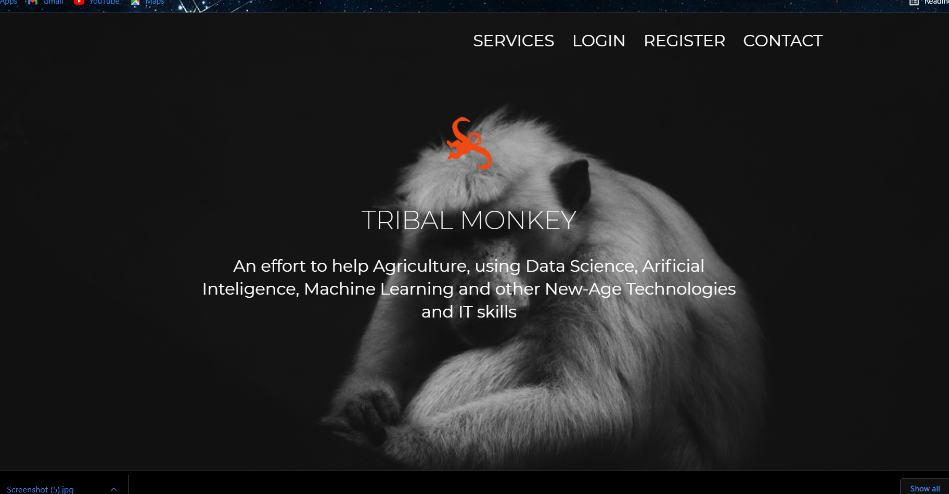 Apps Gmail YouTube Maps
SERVICES LOGIN REGISTER CONTACT
TRIBAL MONKEY
An effort to help Agriculture, using Data Science, Arificial
Inteligence, Machine Learning and other New-Age Technologies
and IT skills
Screenshot (5).jpg
Show all